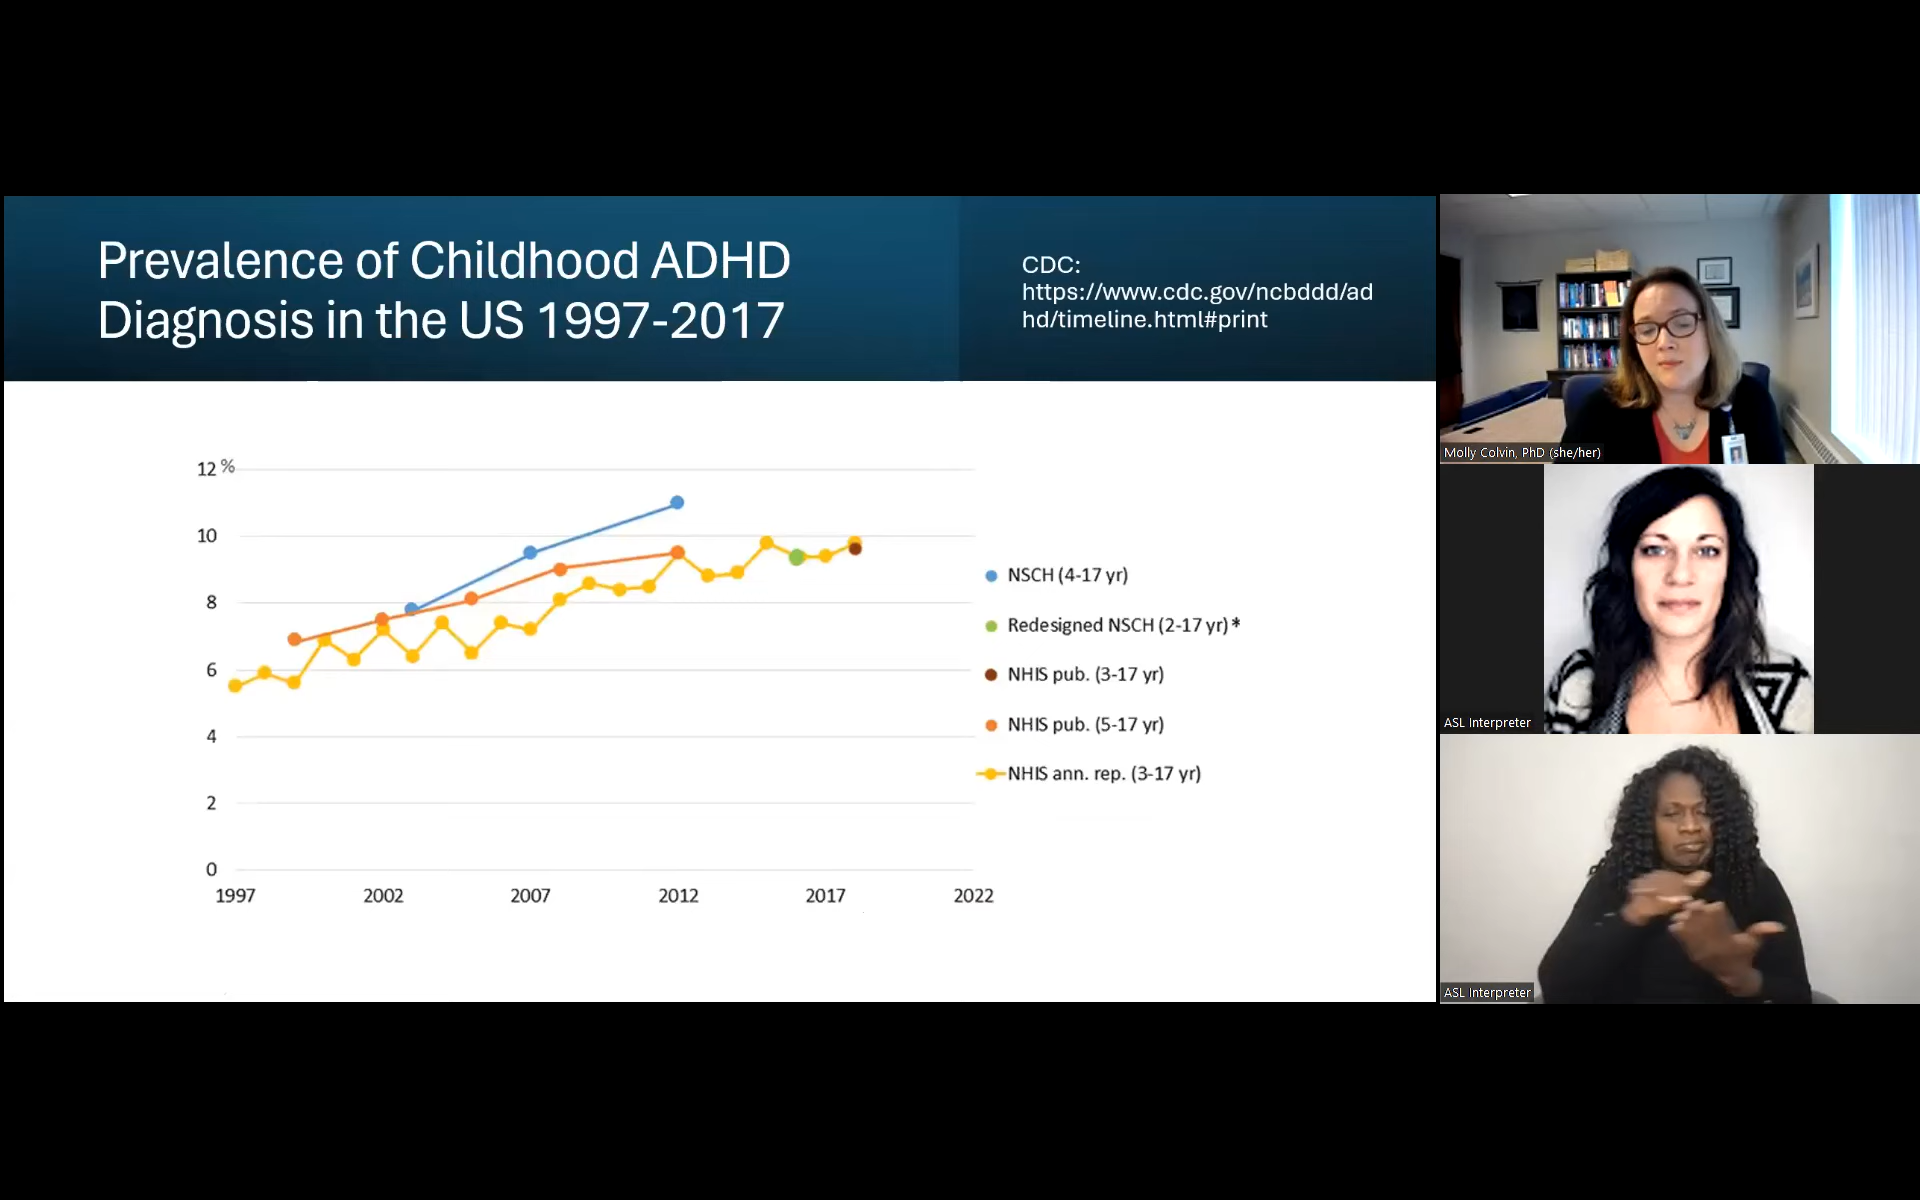 Prevalence of Childhood ADHD
Diagnosis in the US 1997-2017
CDC:
https://www.cdc.gov/ncbddd/ad
hd/timeline.html#print
12 %
10
8
6
4
2
0
1997 2002 2007 2012 2017 2022
NSCH (4-17 yr)
Redesigned NSCH (2-17 yr)*
NHIS pub. (3-17 yr)
NHIS pub. (5-17 yr)
NHIS ann. rep. (3-17 yr)
Molly Colvin, PhD (she/her)
ASL Interpreter
ASL Interpreter